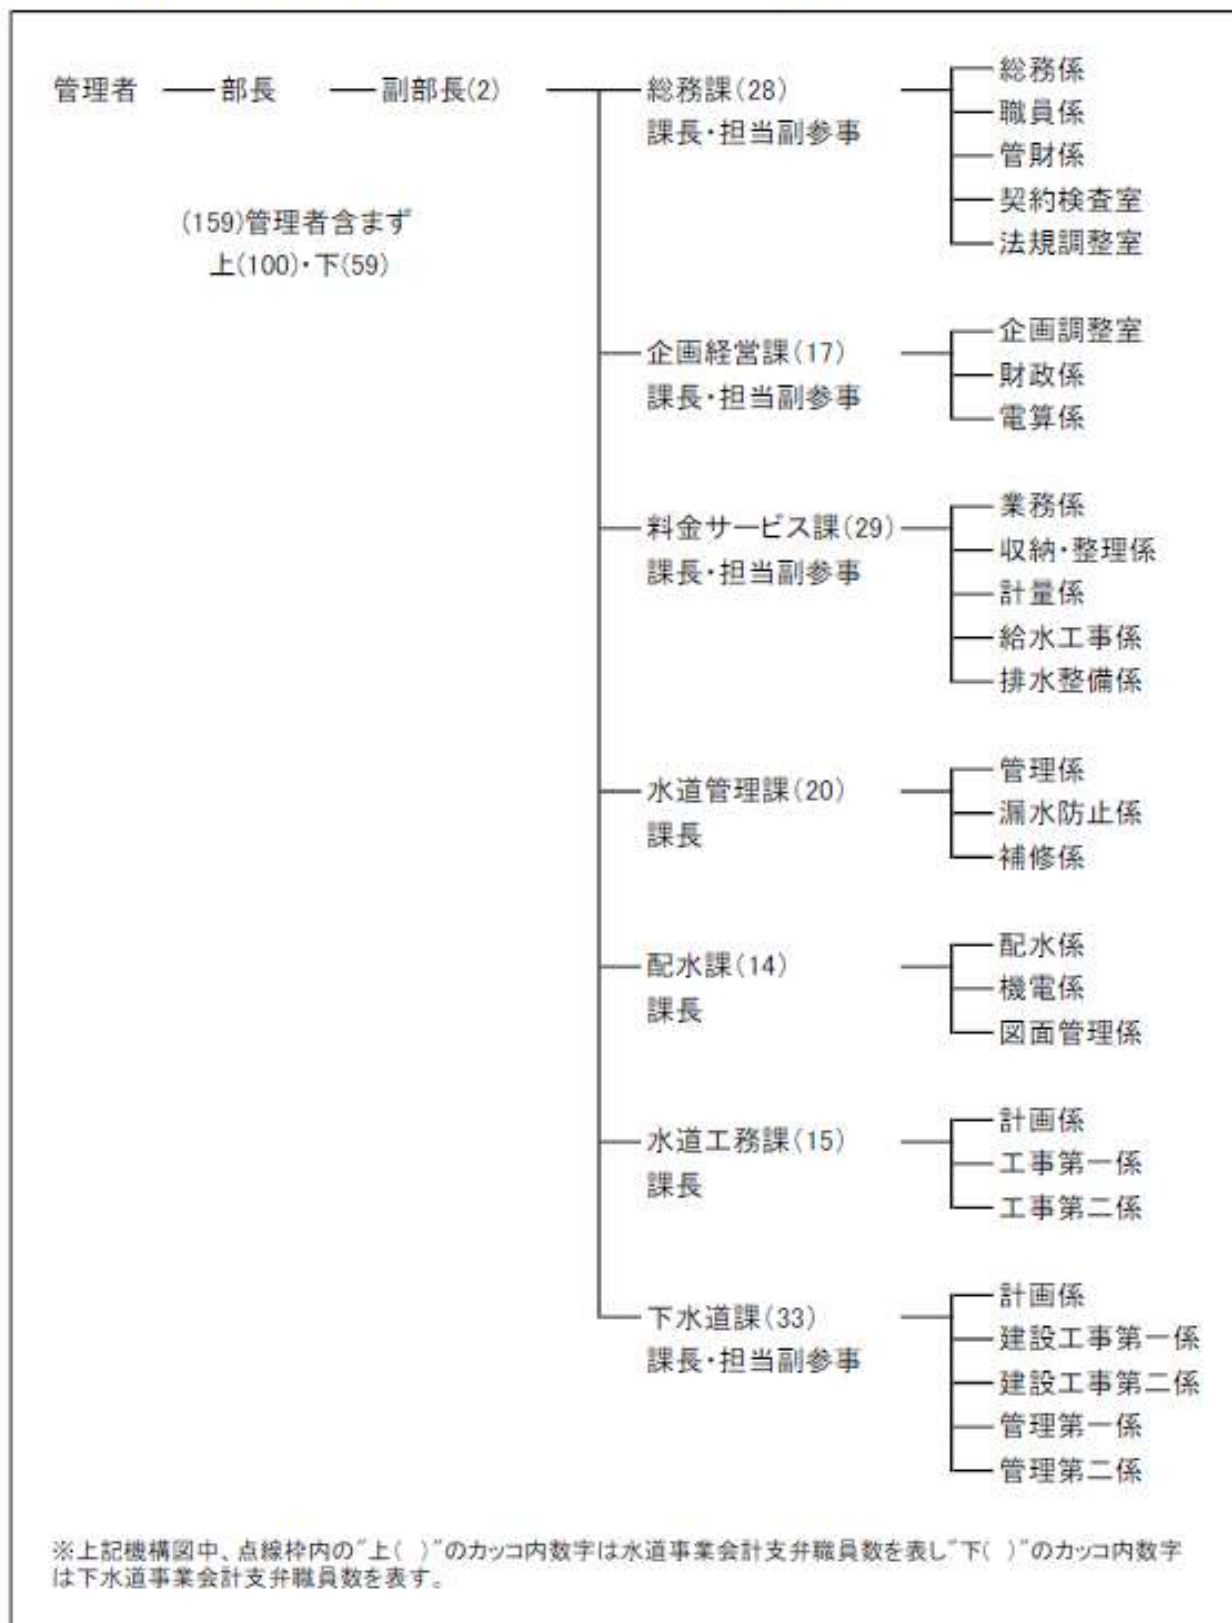 管理者
部長
副部長(2)
(159)管理者含まず
上(100)・下(59)
総務課(28)
課長・担当副参事
総務係
職員係
管財係
契約検査室
法規調整室
企画経営課(17)
課長・担当副参事
企画調整室
財政係
電算係
料金サービス課(29)
課長・担当副参事
業務係
収納・整理係
計量係
給水工事係
排水整備係
水道管理課(20)
課長
管理係
漏水防止係
補修係
配水課(14)
課長
配水係
機電係
図面管理係
水道工務課(15)
課長
計画係
工事第一係
工事第二係
下水道課(33)
課長・担当副参事
計画係
建設工事第一係
建設工事第二係
管理第一係
管理第二係
※上記機構図中、点線枠内の"上( )"のカッコ内数字は水道事業会計支弁職員数を表し"下( )"のカッコ内数字
は下水道事業会計支弁職員数を表す。